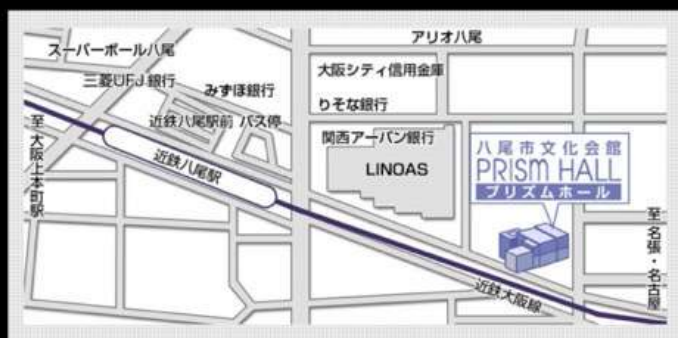 アリオ八尾
スーパーボール八尾
三菱UFJ銀行
みずほ銀行
大阪シティ信用金庫
りそな銀行
近鉄八尾駅前 バス停
関西アーバン銀行
LINOAS
八尾市文化会館
PRISM HALL
プリズムホール
近鉄八尾駅
至 大阪上本町駅
至 名張・名古屋
近鉄大阪線